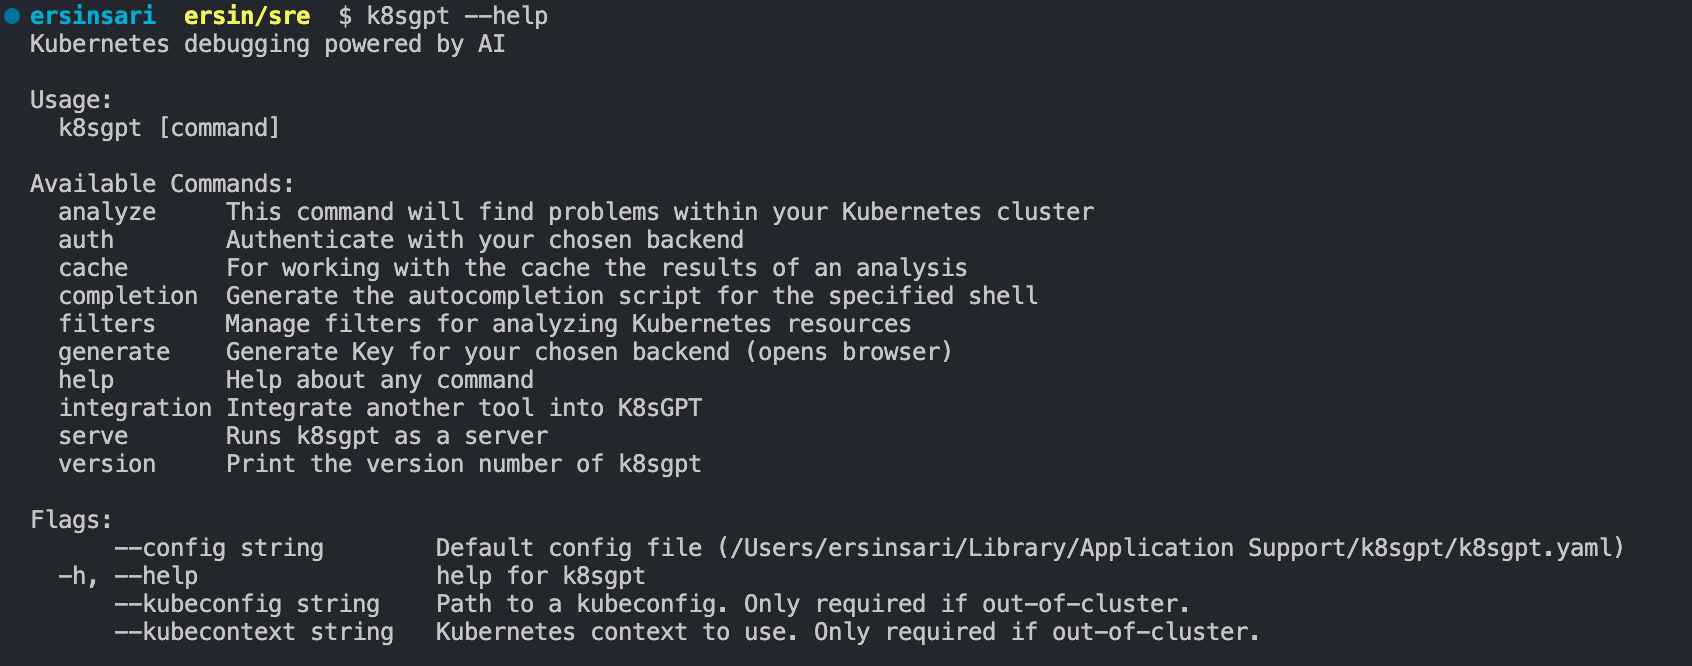 ersinsari ersin/sre $ k8sgpt --help
Kubernetes debugging powered by AI
Usage:
k8sgpt [command]
Available Commands:
analyze This command will find problems within your Kubernetes cluster
auth Authenticate with your chosen backend
cache For working with the cache the results of an analysis
completion Generate the autocompletion script for the specified shell
filters Manage filters for analyzing Kubernetes resources
generate Generate Key for your chosen backend (opens browser)
help Help about any command
integration Integrate another tool into K8sGPT
serve Runs k8sgpt as a server
version Print the version number of k8sgpt
Flags:
--config string Default config file (/Users/ersinsari/Library/Application Support/k8sgpt/k8sgpt.yaml)
-h, --help help for k8sgpt
--kubeconfig string Path to a kubeconfig. Only required if out-of-cluster.
--kubecontext string Kubernetes context to use. Only required if out-of-cluster.